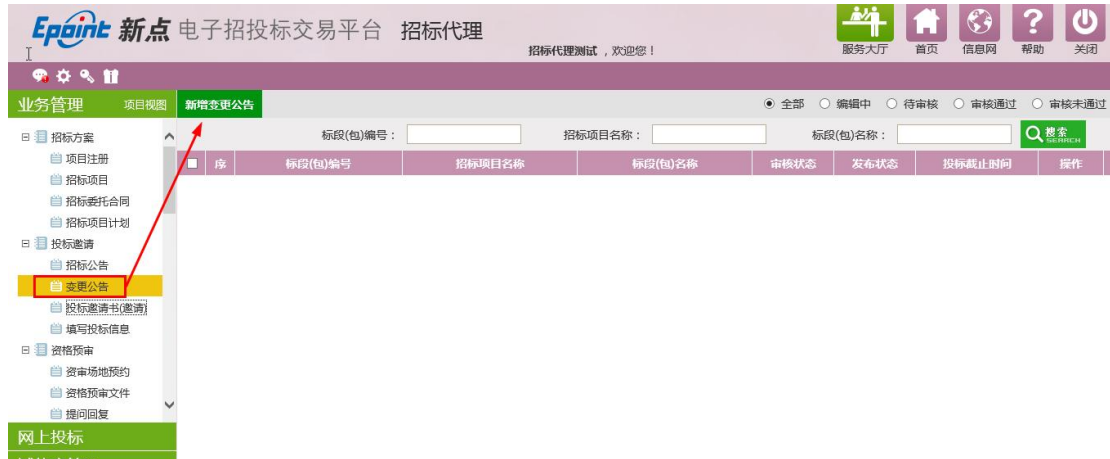 Epoint 新点 电子招投标交易平台 招标代理
招标代理测试 ，欢迎您！
服务大厅 首页 信息网 帮助 关闭
业务管理 项目视图 新增变更公告 全部 编辑中 待审核 审核通过 审核未通过
标段(包)编号： 招标项目名称： 标段(包)名称： 搜索 SEARCH
序 标段(包)编号 招标项目名称 标段(包)名称 审核状态 发布状态 投标截止时间 操作
招标方案
项目注册
招标项目
招标委托合同
招标项目计划
投标邀请
招标公告
变更公告
投标邀请书(邀请)
填写投标信息
资格预审
资审场地预约
资格预审文件
提问回复
网上投标